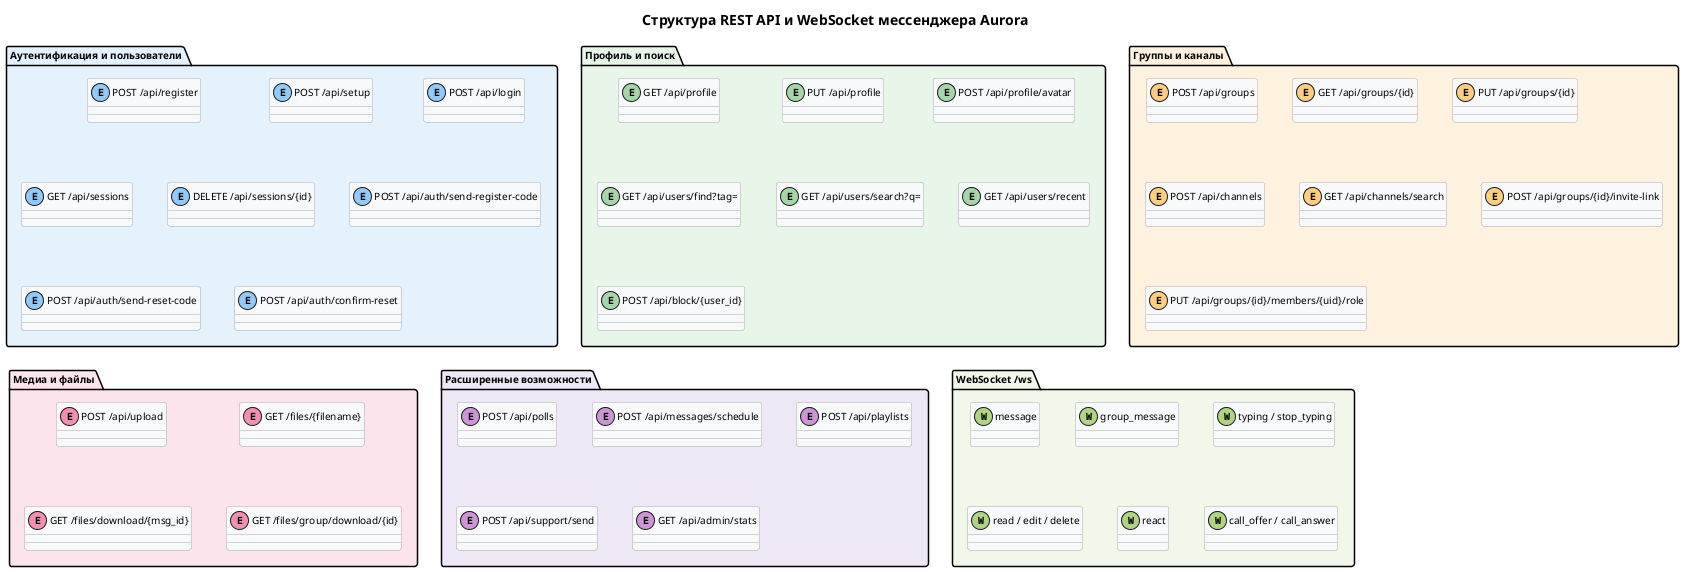 Структура REST API и WebSocket мессенджера Aurora
Аутентификация и пользователи
E POST /api/register
E POST /api/setup
E POST /api/login
E GET /api/sessions
E DELETE /api/sessions/{id}
E POST /api/auth/send-register-code
E POST /api/auth/send-reset-code
E POST /api/auth/confirm-reset
Профиль и поиск
E GET /api/profile
E PUT /api/profile
E POST /api/profile/avatar
E GET /api/users/find?tag=
E GET /api/users/search?q=
E GET /api/users/recent
E POST /api/block/{user_id}
Группы и каналы
E POST /api/groups
E GET /api/groups/{id}
E PUT /api/groups/{id}
E POST /api/channels
E GET /api/channels/search
E POST /api/groups/{id}/invite-link
E PUT /api/groups/{id}/members/{uid}/role
Медиа и файлы
E POST /api/upload
E GET /files/{filename}
E GET /files/download/{msg_id}
E GET /files/group/download/{id}
Расширенные возможности
E POST /api/polls
E POST /api/messages/schedule
E POST /api/playlists
E POST /api/support/send
E GET /api/admin/stats
WebSocket /ws
W message
W group_message
W typing / stop_typing
W read / edit / delete
W react
W call_offer / call_answer